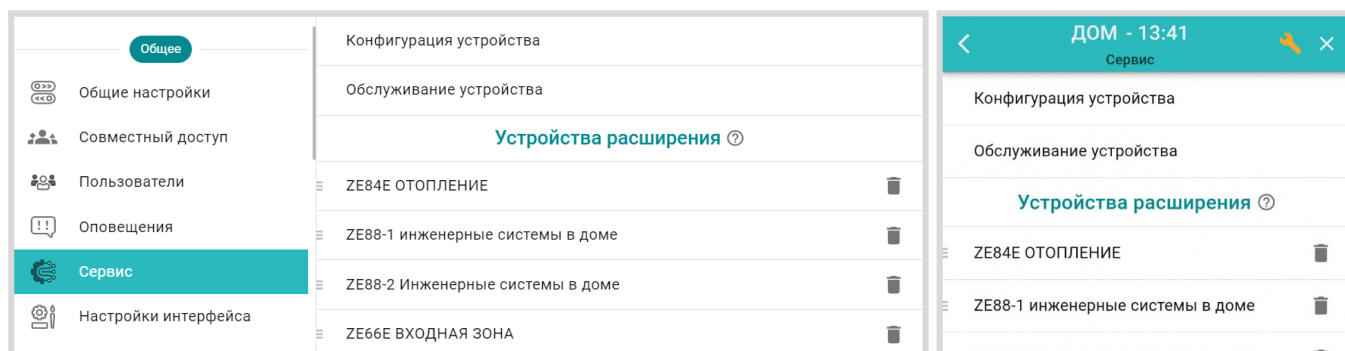 Общее
Общие настройки
Совместный доступ
Пользователи
Оповещения
Сервис
Настройки интерфейса
Конфигурация устройства
Обслуживание устройства
Устройства расширения ?
ZE84E ОТОПЛЕНИЕ
ZE88-1 инженерные системы в доме
ZE88-2 Инженерные системы в доме
ZE66E ВХОДНАЯ ЗОНА
ДОМ - 13:41
Сервис
Конфигурация устройства
Обслуживание устройства
Устройства расширения ?
ZE84E ОТОПЛЕНИЕ
ZE88-1 инженерные системы в доме